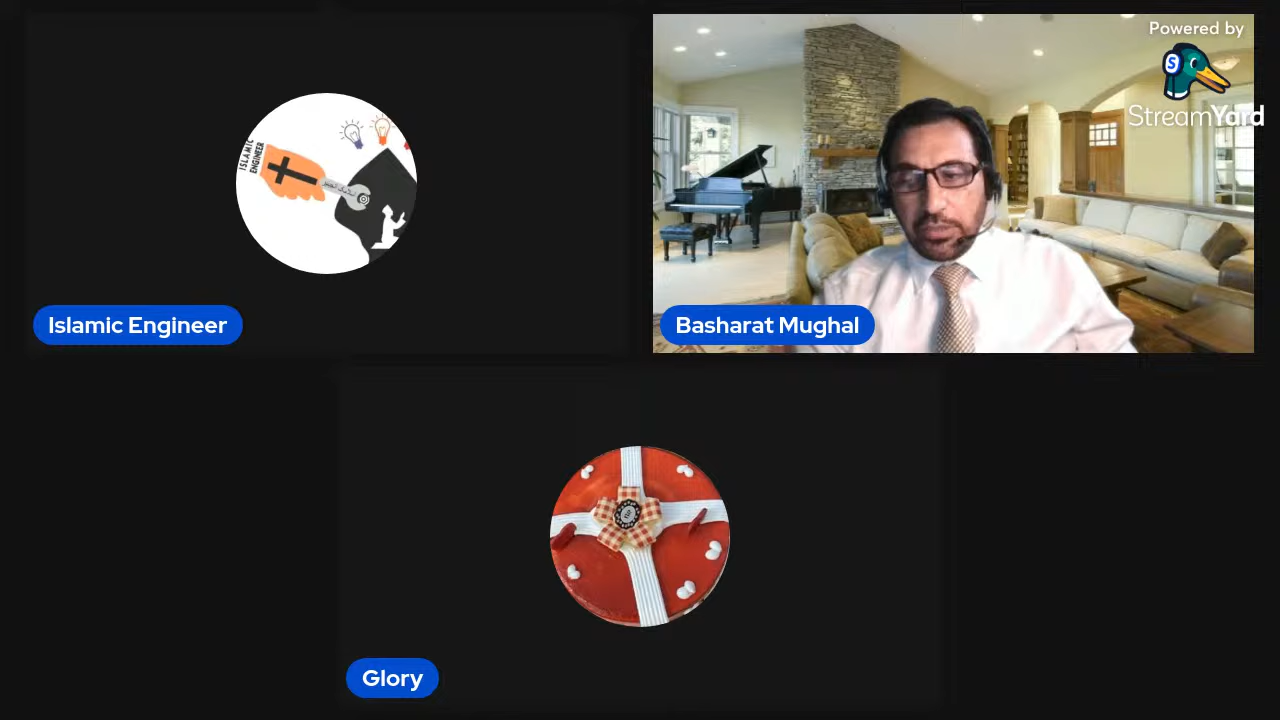 Powered by
StreamYard
ISLAMIC
ENGINEER
Islamic Engineer
Basharat Mughal
Glory